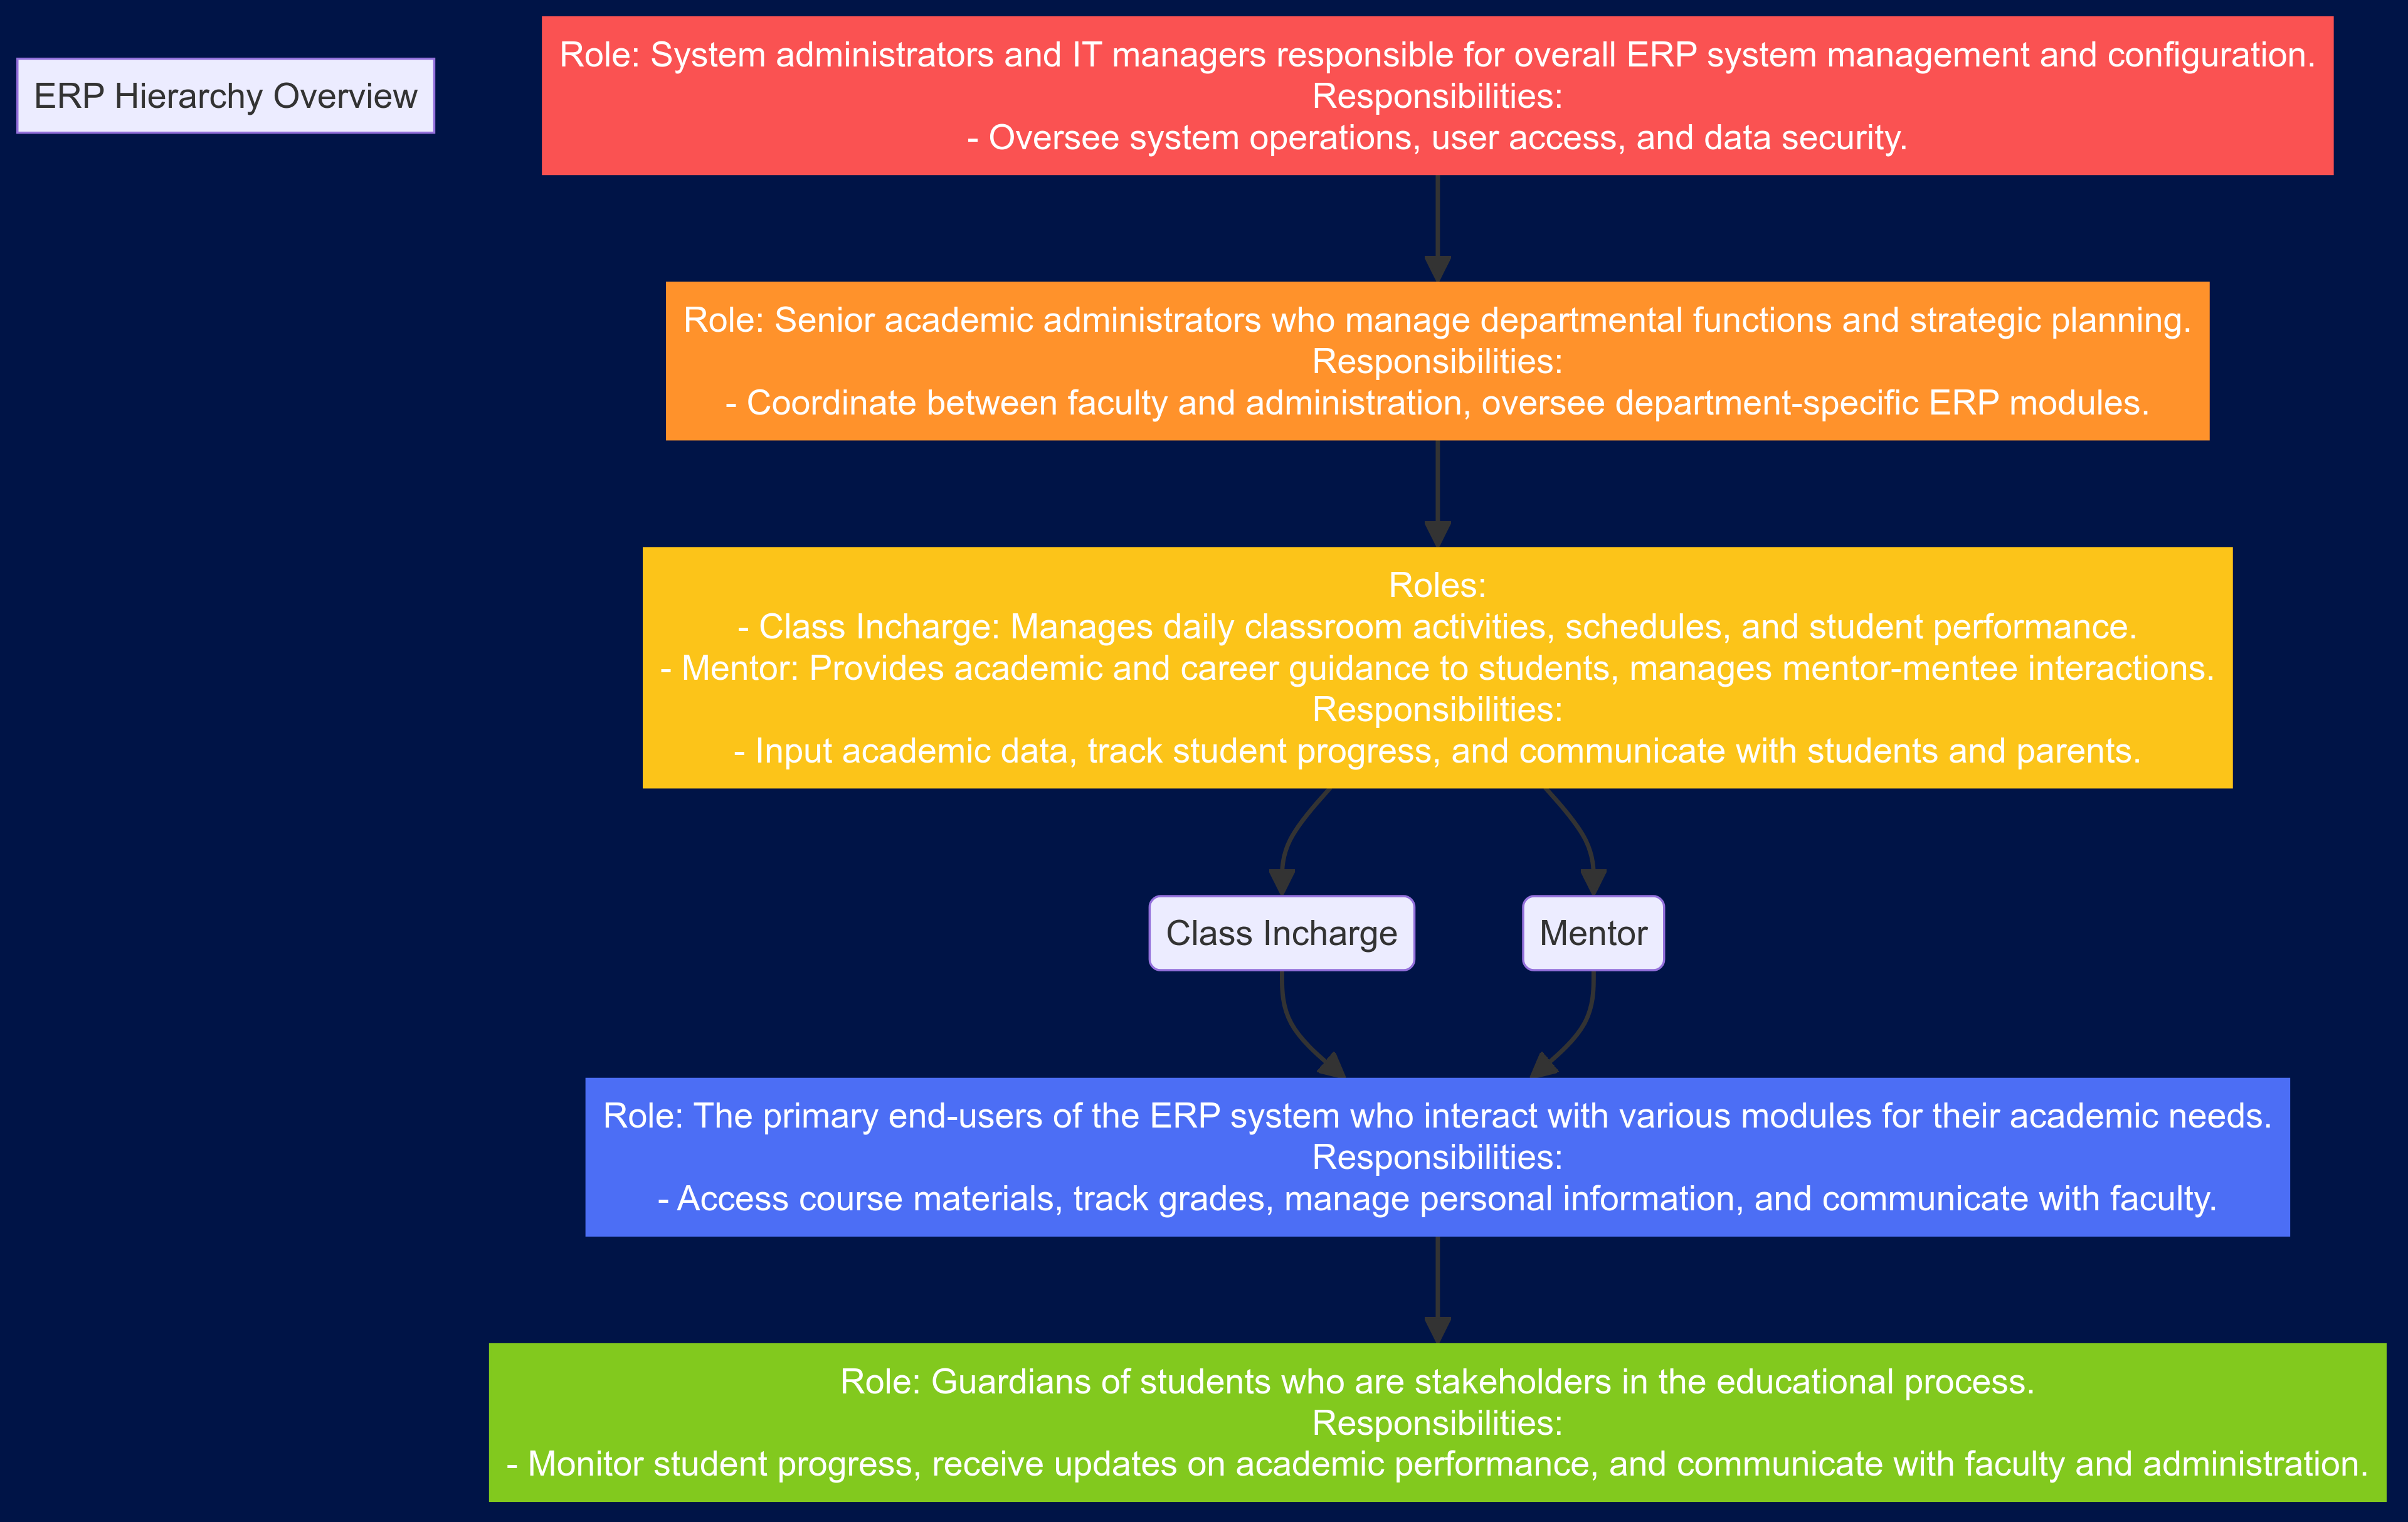 ERP Hierarchy Overview
Role: System administrators and IT managers responsible for overall ERP system management and configuration.
Responsibilities:
- Oversee system operations, user access, and data security.
Role: Senior academic administrators who manage departmental functions and strategic planning.
Responsibilities:
- Coordinate between faculty and administration, oversee department-specific ERP modules.
Roles:
- Class Incharge: Manages daily classroom activities, schedules, and student performance.
- Mentor: Provides academic and career guidance to students, manages mentor-mentee interactions.
Responsibilities:
- Input academic data, track student progress, and communicate with students and parents.
Class Incharge
Mentor
Role: The primary end-users of the ERP system who interact with various modules for their academic needs.
Responsibilities:
- Access course materials, track grades, manage personal information, and communicate with faculty.
Role: Guardians of students who are stakeholders in the educational process.
Responsibilities:
- Monitor student progress, receive updates on academic performance, and communicate with faculty and administration.